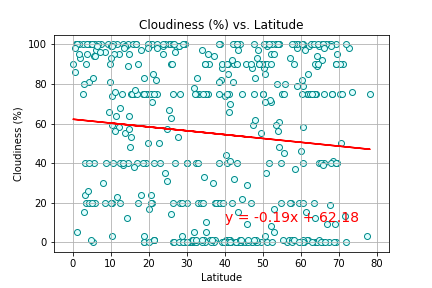 Cloudiness (%) vs. Latitude
100
80
60
40
20
0
Cloudiness (%)
y = -0.19x + 62.18
0 10 20 30 40 50 60 70 80
Latitude